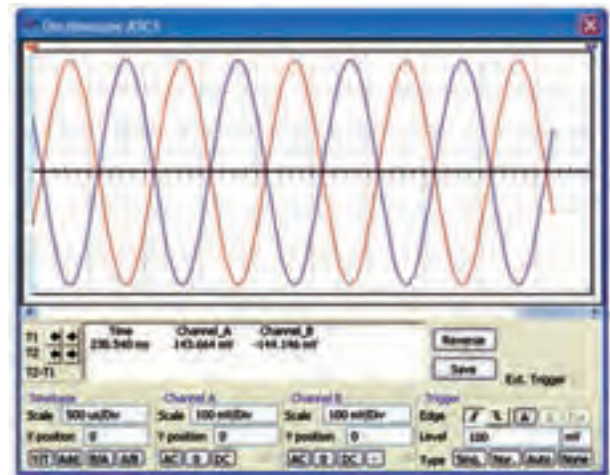 Oscilloscope-XSC1
Time Channel_A Channel_B
T1 143.664 mV -144.146 mV
T2
T2-T1
Reverse
Save
Ext. Trigger
Timebase Channel A Channel B Trigger
Scale 500 us/Div Scale 100 mV/Div Scale 100 mV/Div Edge A
X position 0 Y position 0 Y position 0 Level 100 mV
Y/T Add B/A A/B AC 0 DC AC 0 DC - Type Sing. Nor. Auto None